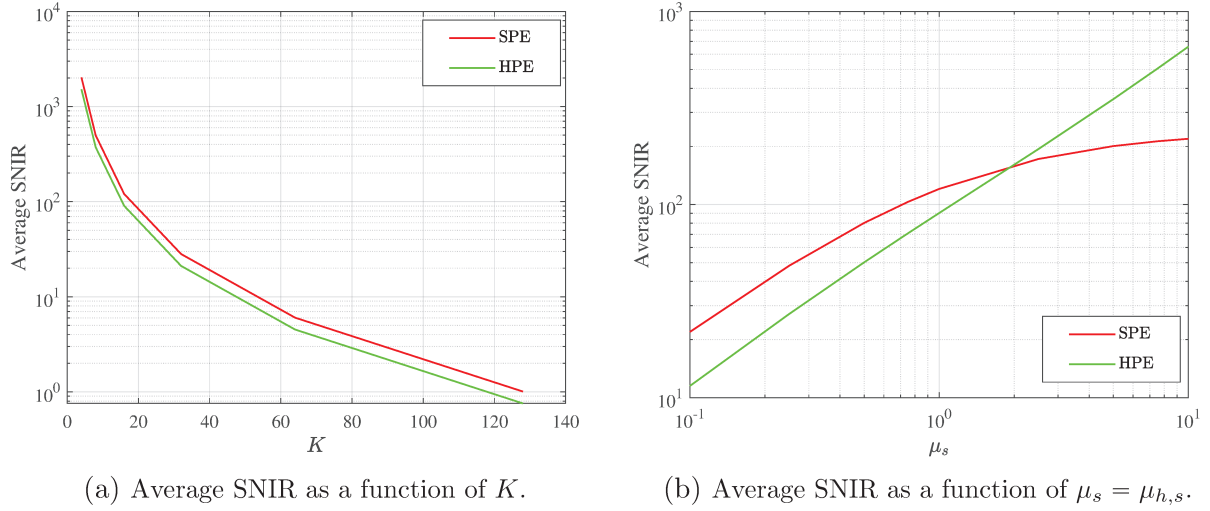 10^4
10^3
10^2
10^1
10^0
Average SNIR
0 20 40 60 80 100 120 140
K
SPE
HPE
(a) Average SNIR as a function of K.
10^3
10^2
10^1
Average SNIR
10^{-1} 10^0 10^1
μ_s
SPE
HPE
(b) Average SNIR as a function of μ_s = μ_{h,s}.